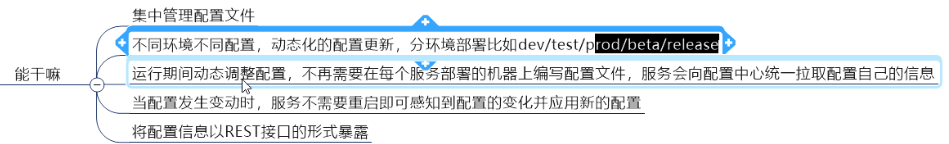 集中管理配置文件
不同环境不同配置，动态化的配置更新，分环境部署比如dev/test/prod/beta/release
能干嘛
运行期间动态调整配置，不再需要在每个服务部署的机器上编写配置文件，服务会向配置中心统一拉取配置自己的信息
当配置发生变动时，服务不需要重启即可感知到配置的变化并应用新的配置
将配置信息以REST接口的形式暴露